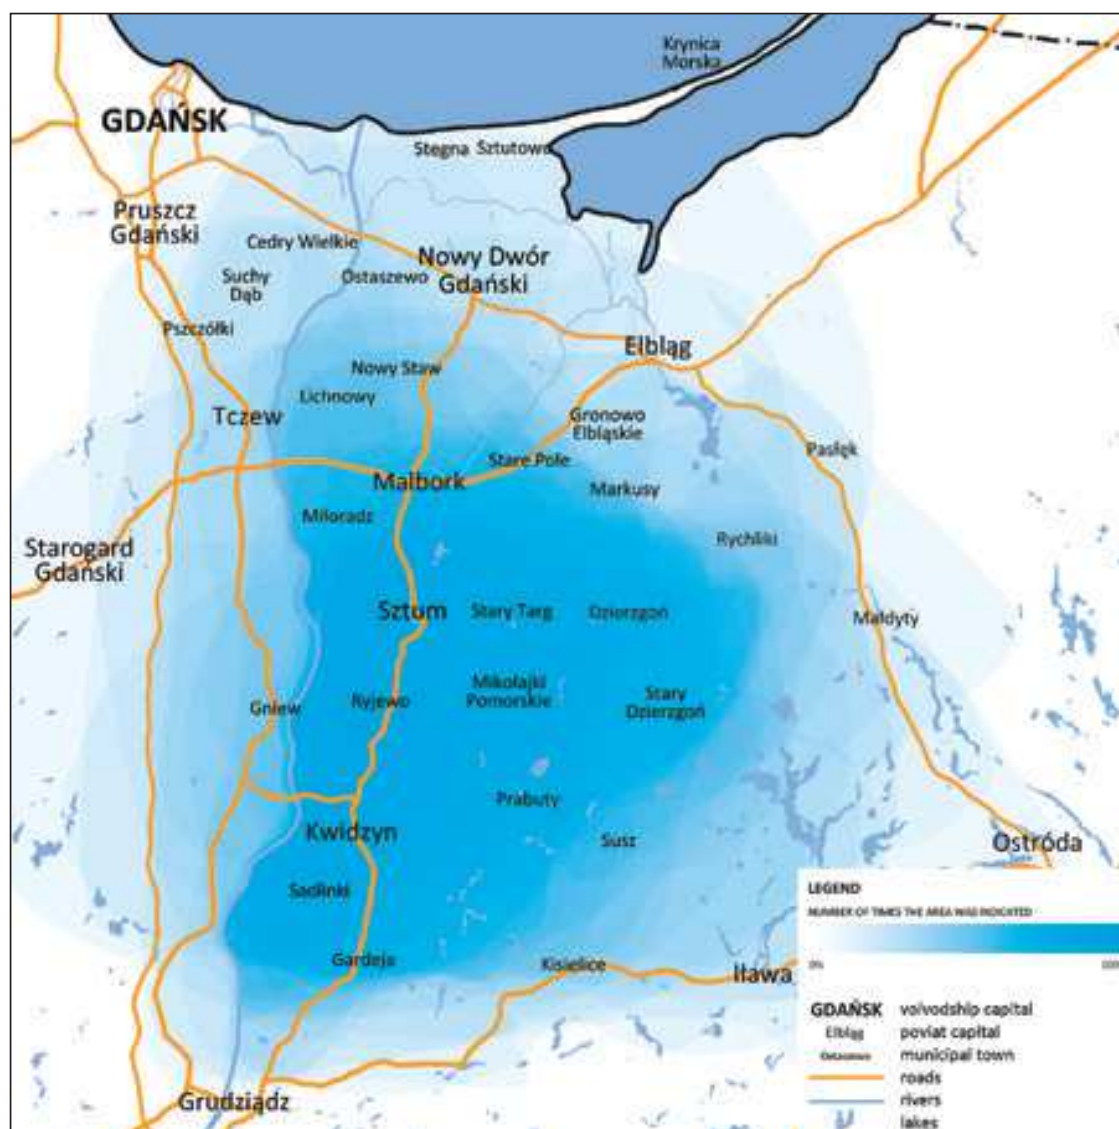 Krynica
Morska
GDAŃSK
Stegna
Sztutowo
Pruszcz
Gdański
Cedry Wielkie
Nowy Dwór
Gdański
Suchy
Dąb
Ostaszewo
Pszczółki
Elbląg
Nowy Staw
Lichnowy
Tczew
Gronowo
Elbląskie
Pasłęk
Stare Pole
Malbork
Markusy
Miłoradz
Rychliki
Starogard
Gdański
Sztum
Stary Targ
Dzierzgoń
Małdyty
Mikołajki
Pomorskie
Stary
Dzierzgoń
Gniew
Ryjewo
Prabuty
Kwidzyn
Susz
Ostróda
Sadlinki
Gardeja
Kisielice
Iława
Grudziądz
LEGEND
NUMBER OF TIMES THE AREA WAS INDICATED
0%
GDAŃSK voivodship capital
Elbląg poviat capital
Ostaszewo municipal town
roads
rivers
lakes